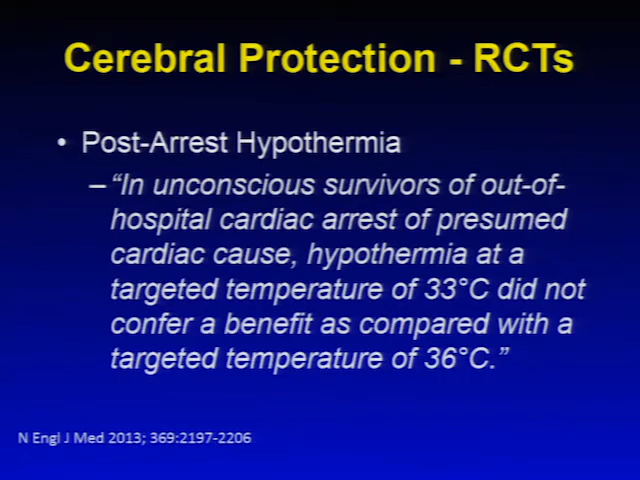 Cerebral Protection - RCTs
• Post-Arrest Hypothermia
– “In unconscious survivors of out-of-
hospital cardiac arrest of presumed
cardiac cause, hypothermia at a
targeted temperature of 33°C did not
confer a benefit as compared with a
targeted temperature of 36°C.”
N Engl J Med 2013; 369:2197-2206